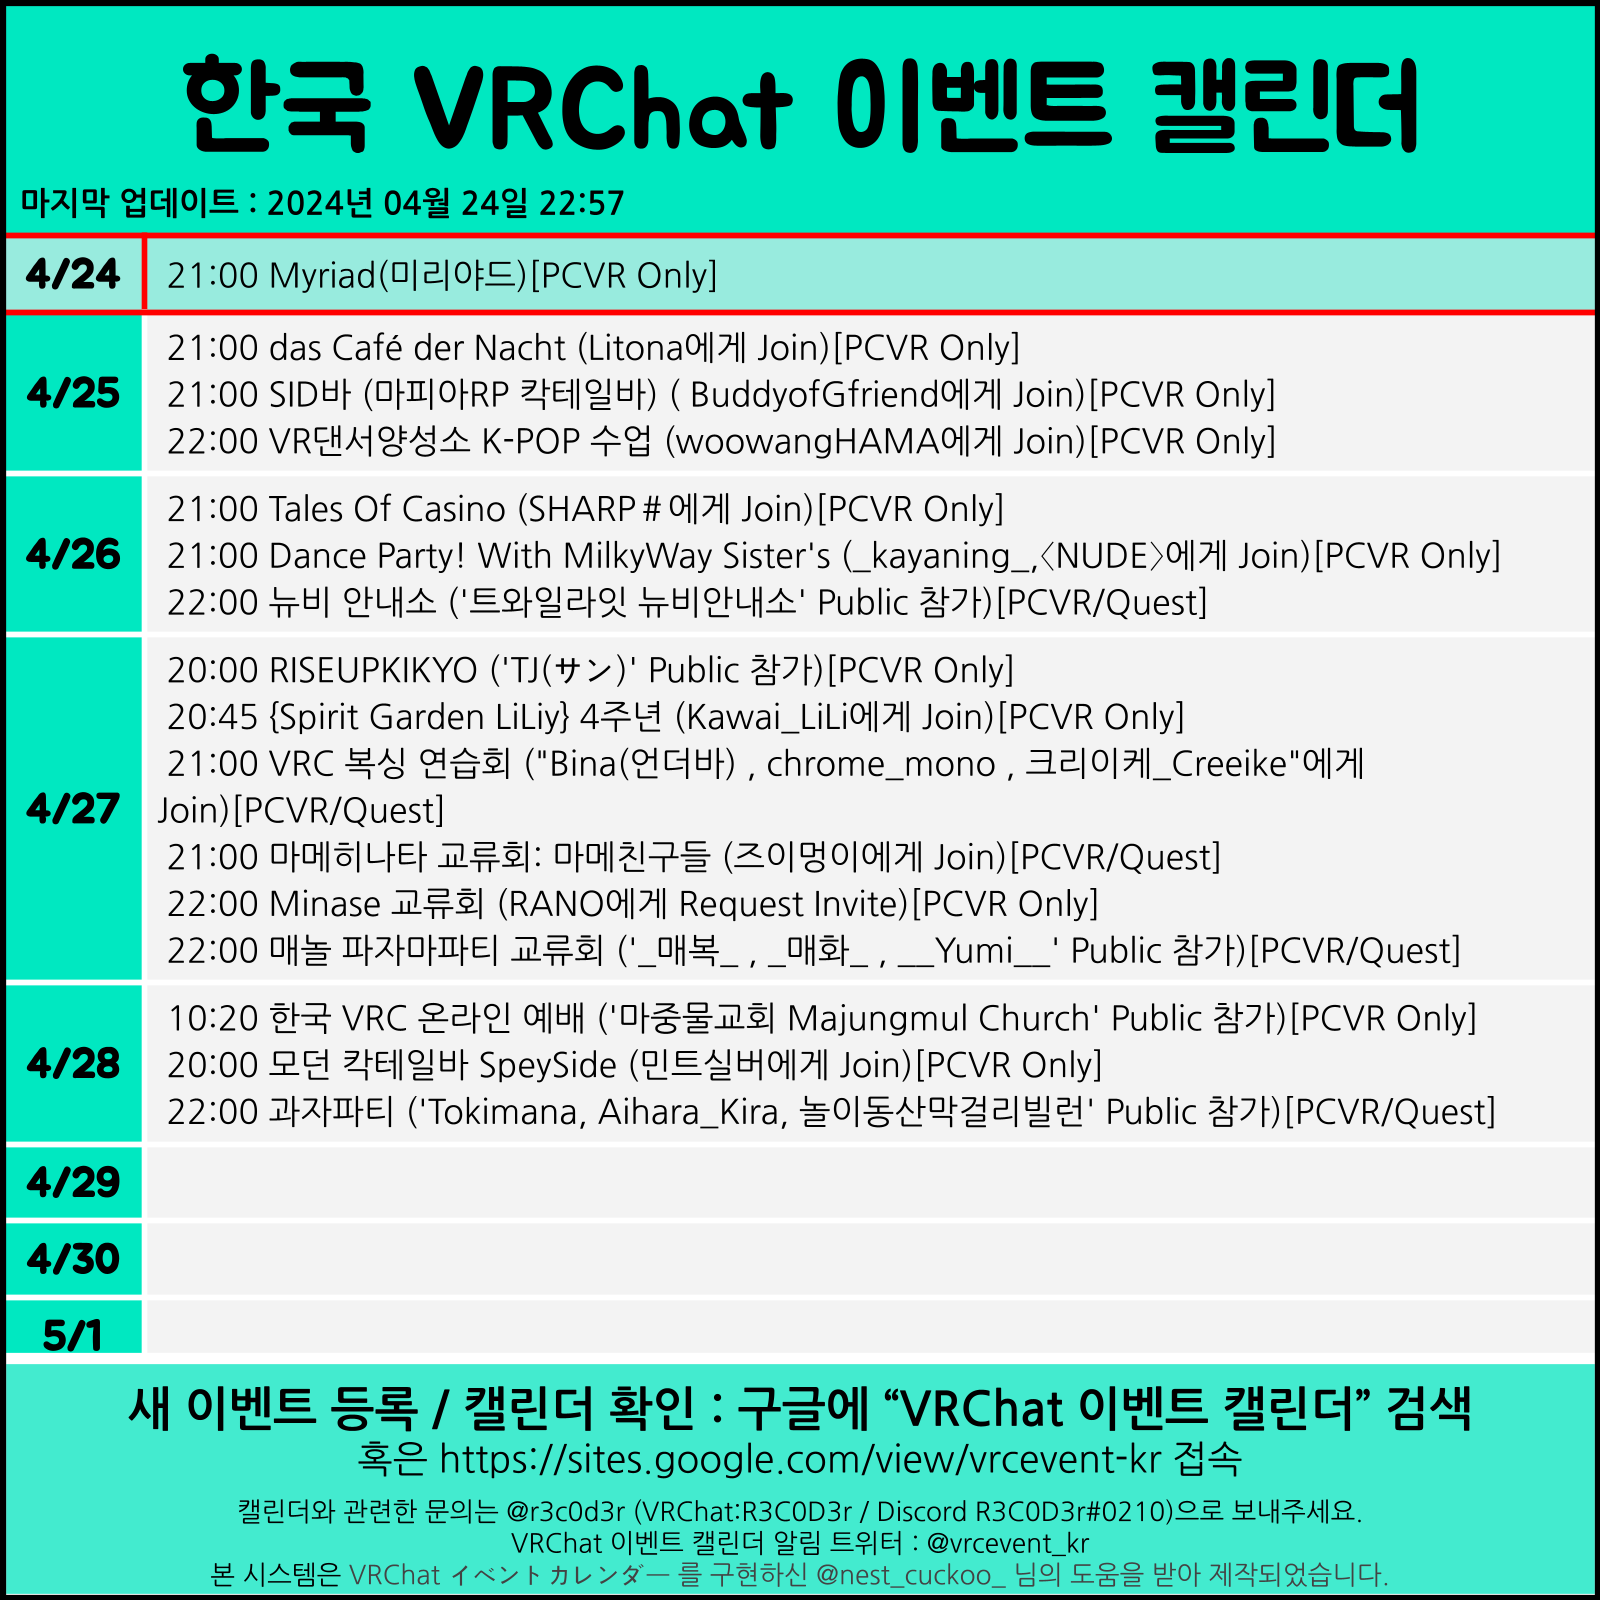 한국 VRChat 이벤트 캘린더
마지막 업데이트 : 2024년 04월 24일 22:57
4/24
21:00 Myriad(미리야드)[PCVR Only]
4/25
21:00 das Café der Nacht (Litona에게 Join)[PCVR Only]
21:00 SID바 (마피아RP 칵테일바) ( BuddyofGfriend에게 Join)[PCVR Only]
22:00 VR댄서양성소 K-POP 수업 (woowangHAMA에게 Join)[PCVR Only]
4/26
21:00 Tales Of Casino (SHARP＃에게 Join)[PCVR Only]
21:00 Dance Party! With MilkyWay Sister's (_kayaning_,〈NUDE〉에게 Join)[PCVR Only]
22:00 뉴비 안내소 ('트와일라잇 뉴비안내소' Public 참가)[PCVR/Quest]
4/27
20:00 RISEUPKIKYO ('TJ(サン)' Public 참가)[PCVR Only]
20:45 {Spirit Garden LiLiy} 4주년 (Kawai_LiLi에게 Join)[PCVR Only]
21:00 VRC 복싱 연습회 ("Bina(언더바) , chrome_mono , 크리이케_Creeike"에게
Join)[PCVR/Quest]
21:00 마메히나타 교류회: 마메친구들 (즈이멍이에게 Join)[PCVR/Quest]
22:00 Minase 교류회 (RANO에게 Request Invite)[PCVR Only]
22:00 매놀 파자마파티 교류회 ('_매복_ , _매화_ , __Yumi__' Public 참가)[PCVR/Quest]
4/28
10:20 한국 VRC 온라인 예배 ('마중물교회 Majungmul Church' Public 참가)[PCVR Only]
20:00 모던 칵테일바 SpeySide (민트실버에게 Join)[PCVR Only]
22:00 과자파티 ('Tokimana, Aihara_Kira, 놀이동산막걸리빌런' Public 참가)[PCVR/Quest]
4/29
4/30
5/1
새 이벤트 등록 / 캘린더 확인 : 구글에 “VRChat 이벤트 캘린더” 검색
혹은 https://sites.google.com/view/vrcevent-kr 접속
캘린더와 관련한 문의는 @r3c0d3r (VRChat:R3C0D3r / Discord R3C0D3r#0210)으로 보내주세요.
VRChat 이벤트 캘린더 알림 트위터 : @vrcevent_kr
본 시스템은 VRChat イベントカレンダー 를 구현하신 @nest_cuckoo_ 님의 도움을 받아 제작되었습니다.